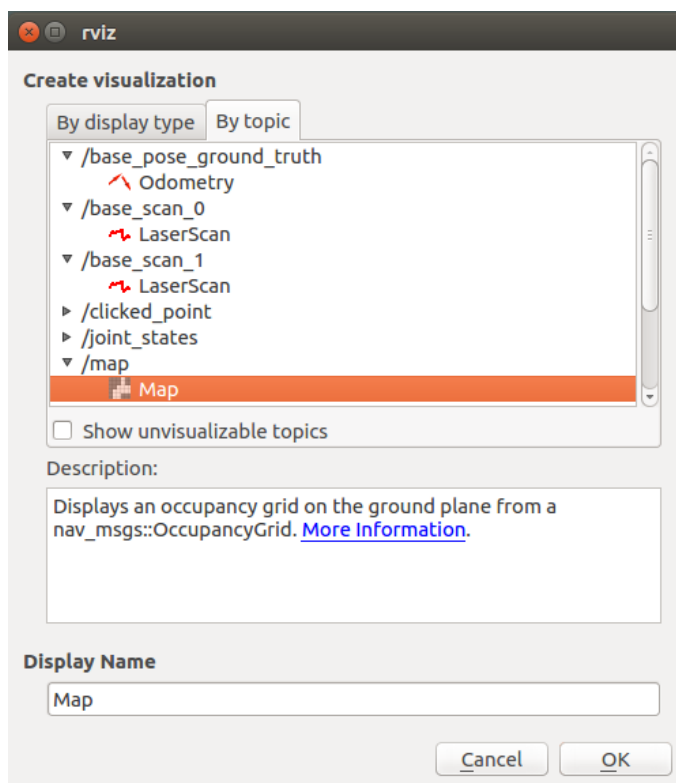 rviz
Create visualization
By display type By topic
/base_pose_ground_truth
Odometry
/base_scan_0
LaserScan
/base_scan_1
LaserScan
/clicked_point
/joint_states
/map
Map
Show unvisualizable topics
Description:
Displays an occupancy grid on the ground plane from a
nav_msgs::OccupancyGrid. More Information.
Display Name
Map
Cancel OK